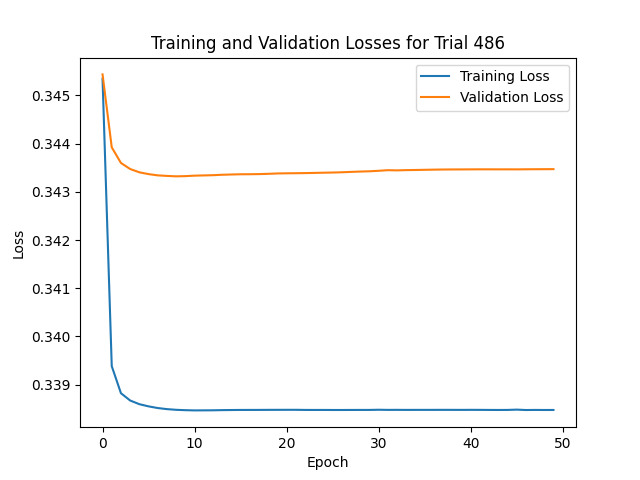 Training and Validation Losses for Trial 486
Training Loss
Validation Loss
Loss
0.345
0.344
0.343
0.342
0.341
0.340
0.339
0 10 20 30 40 50
Epoch